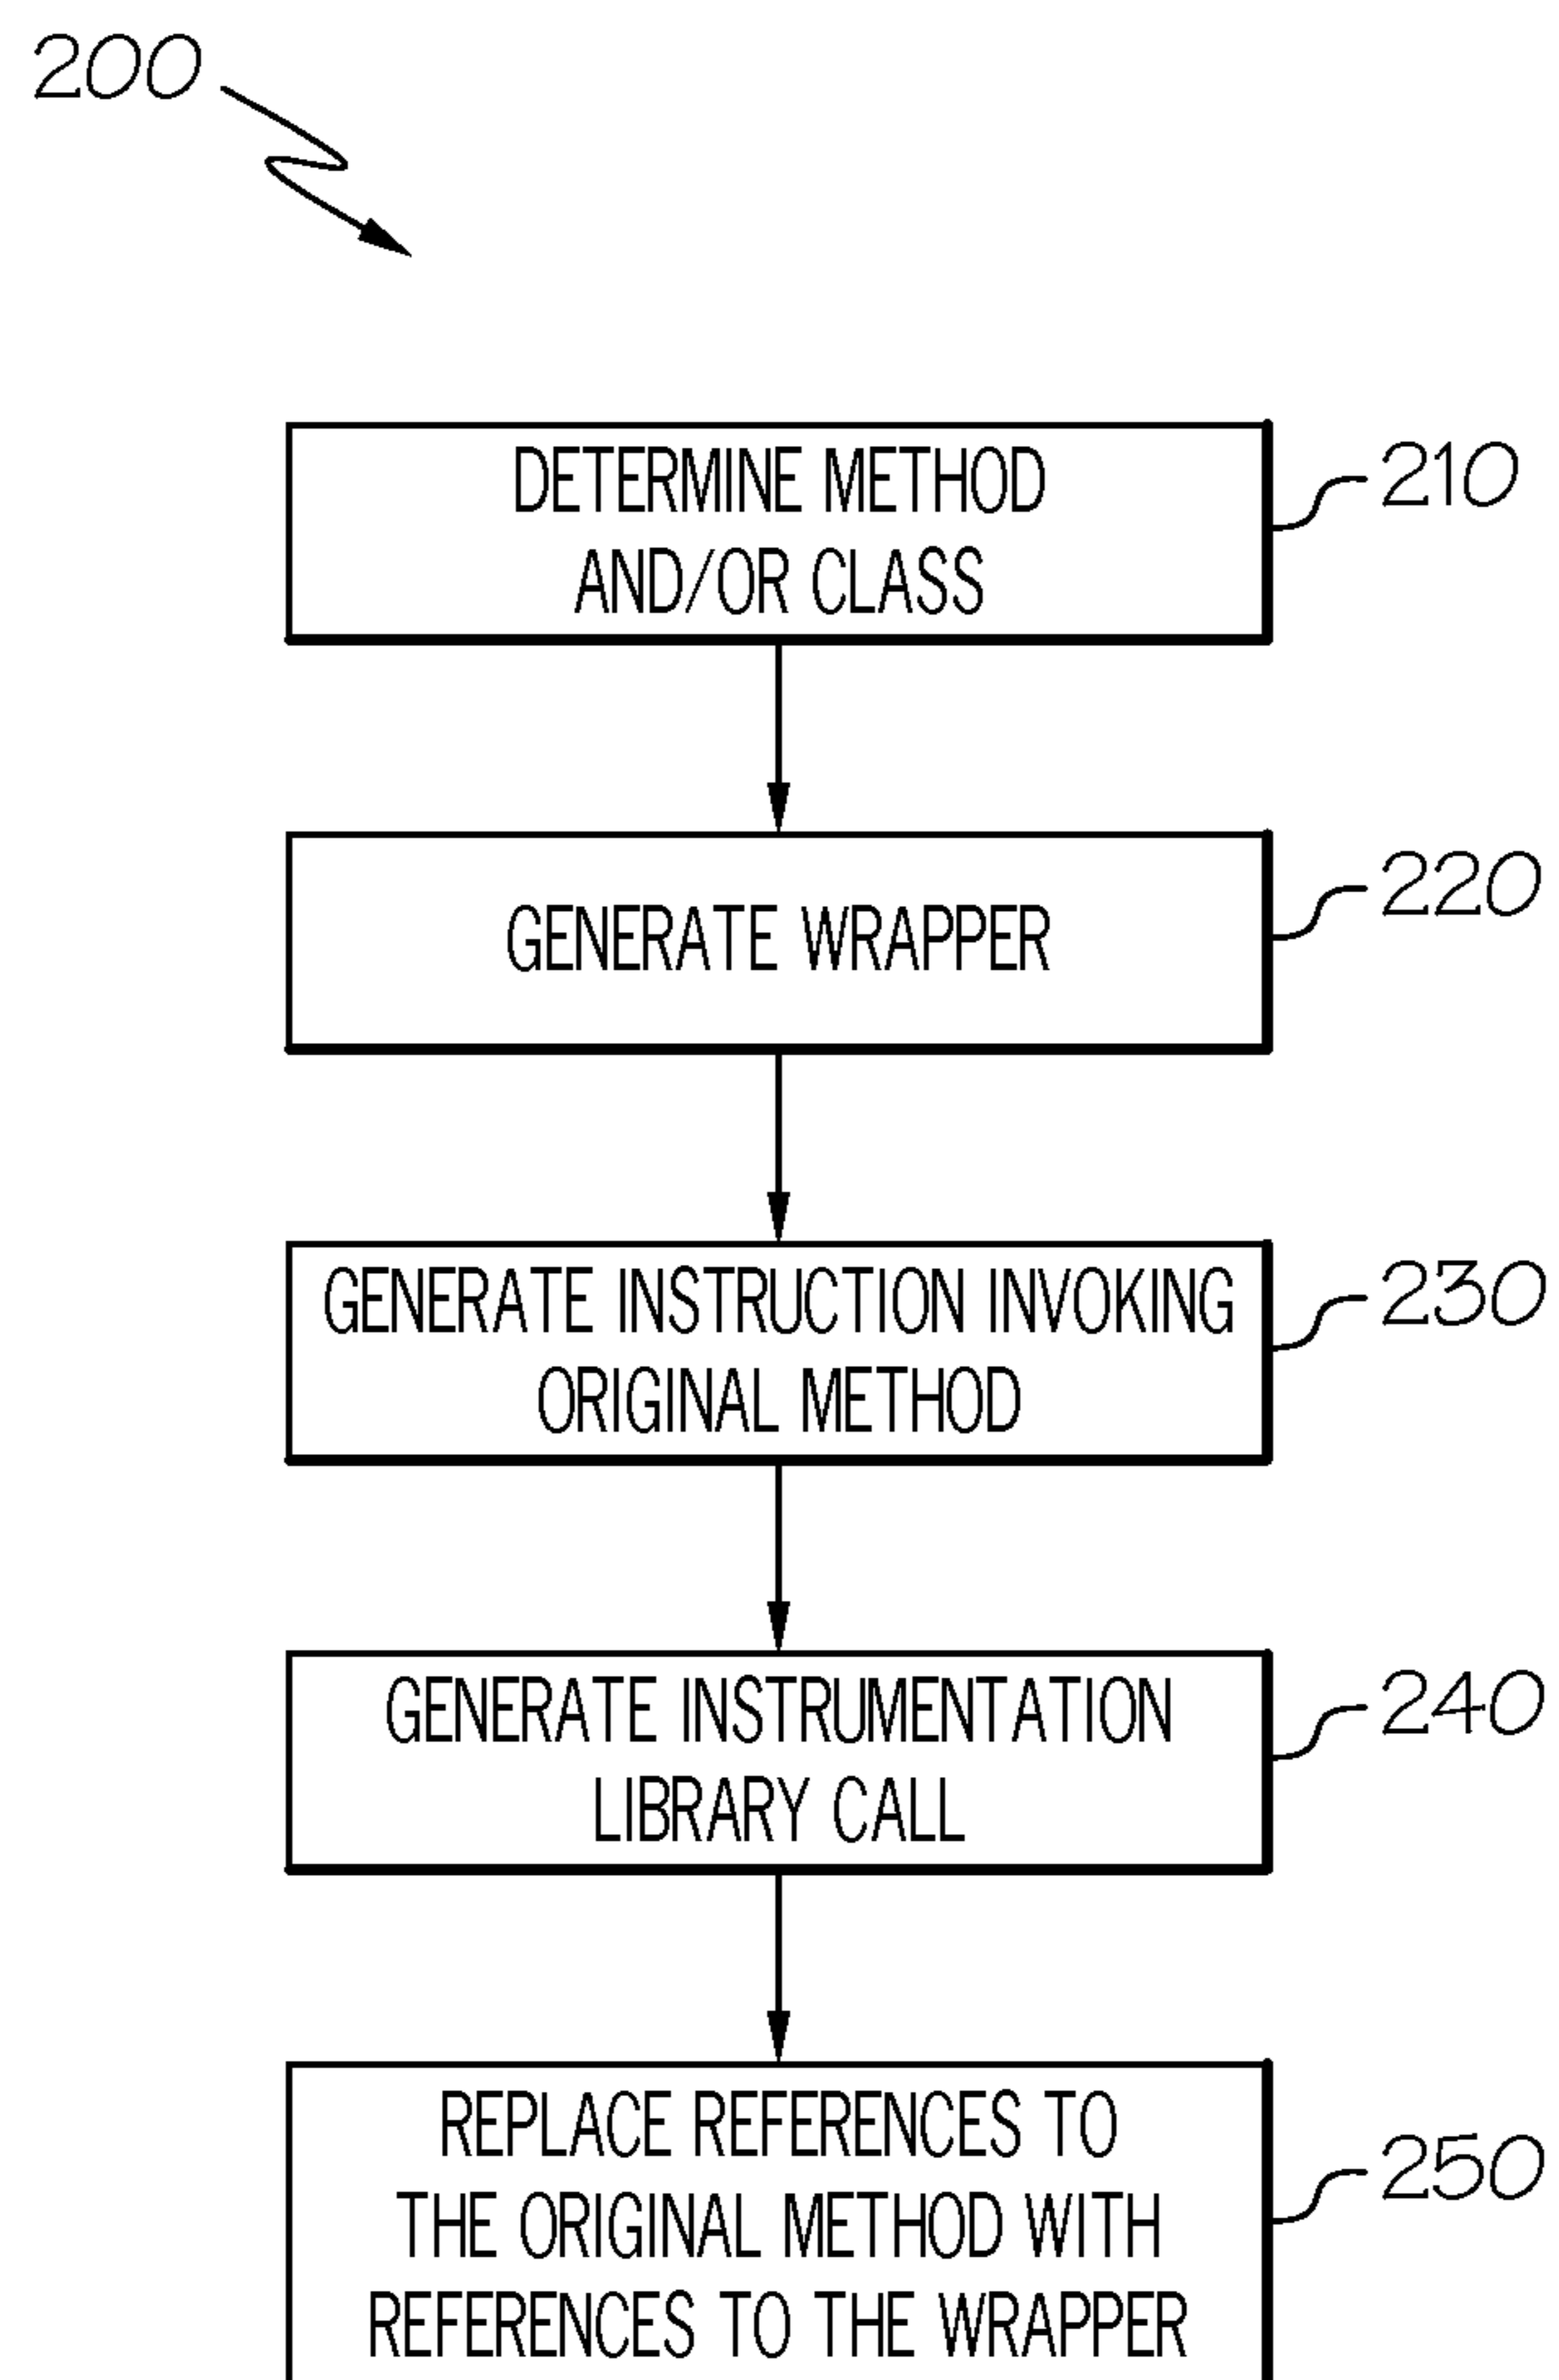 200
DETERMINE METHOD
AND/OR CLASS
210
GENERATE WRAPPER
220
GENERATE INSTRUCTION INVOKING
ORIGINAL METHOD
230
GENERATE INSTRUMENTATION
LIBRARY CALL
240
REPLACE REFERENCES TO
THE ORIGINAL METHOD WITH
REFERENCES TO THE WRAPPER
250